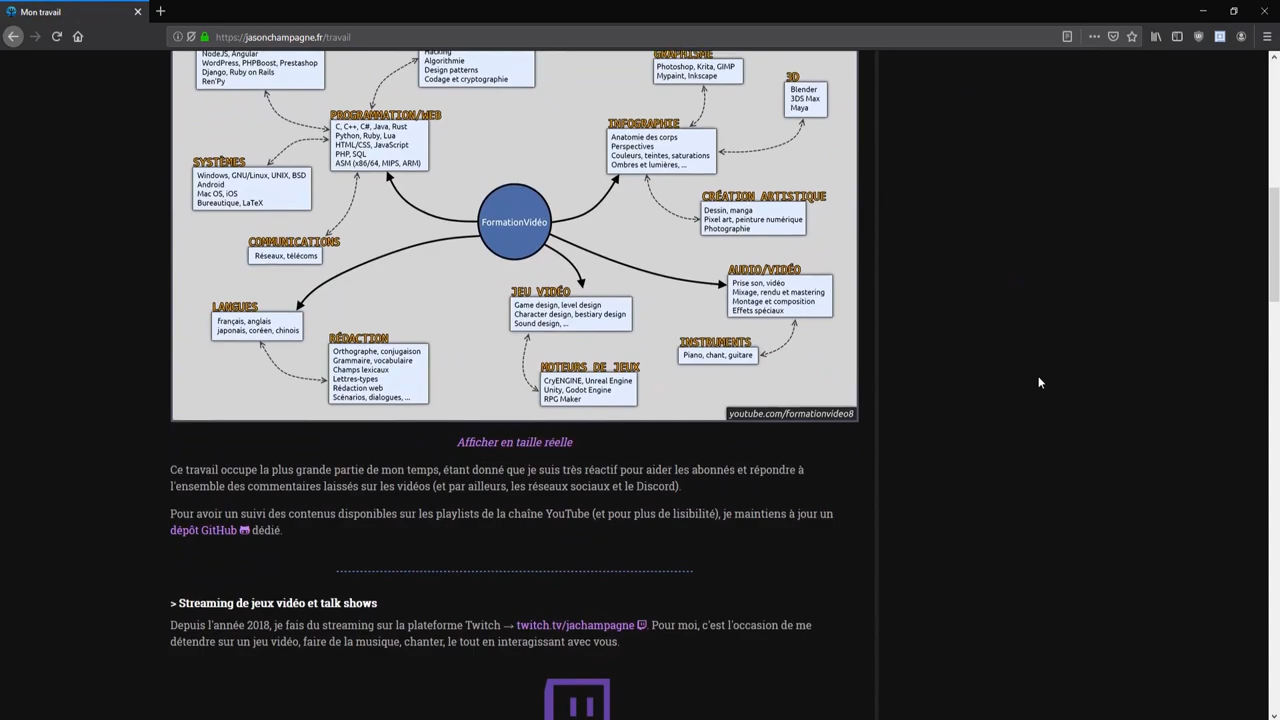 Mon travail
https://jasonchampagne.fr/travail
NodeJS, Angular
WordPress, PHPBoost, Prestashop
Django, Ruby on Rails
Ren'Py
Hacking
Algorithmie
Design patterns
Codage et cryptographie
GRAPHISME
Photoshop, Krita, GIMP
Mypaint, Inkscape
3D
Blender
3DS Max
Maya
PROGRAMMATION/WEB
C, C++, C#, Java, Rust
Python, Ruby, Lua
HTML/CSS, JavaScript
PHP, SQL
ASM (x86/64, MIPS, ARM)
INFOGRAPHIE
Anatomie des corps
Perspectives
Couleurs, teintes, saturations
Ombres et lumières, ...
SYSTÈMES
Windows, GNU/Linux, UNIX, BSD
Android
Mac OS, iOS
Bureautique, LaTeX
CRÉATION ARTISTIQUE
Dessin, manga
Pixel art, peinture numérique
Photographie
FormationVidéo
COMMUNICATIONS
Réseaux, télécoms
AUDIO/VIDÉO
Prise son, vidéo
Mixage, rendu et mastering
Montage et composition
Effets spéciaux
JEU VIDÉO
Game design, level design
Character design, bestiary design
Sound design, ...
LANGUES
français, anglais
japonais, coréen, chinois
RÉDACTION
Orthographe, conjugaison
Grammaire, vocabulaire
Champs lexicaux
Lettres-types
Rédaction web
Scénarios, dialogues, ...
INSTRUMENTS
Piano, chant, guitare
MOTEURS DE JEUX
CryENGINE, Unreal Engine
Unity, Godot Engine
RPG Maker
youtube.com/formationvideo8
Afficher en taille réelle
Ce travail occupe la plus grande partie de mon temps, étant donné que je suis très réactif pour aider les abonnés et répondre à
l'ensemble des commentaires laissés sur les vidéos (et par ailleurs, les réseaux sociaux et le Discord).
Pour avoir un suivi des contenus disponibles sur les playlists de la chaîne YouTube (et pour plus de lisibilité), je maintiens à jour un
dépôt GitHub dédié.
> Streaming de jeux vidéo et talk shows
Depuis l'année 2018, je fais du streaming sur la plateforme Twitch → twitch.tv/jachampagne. Pour moi, c'est l'occasion de me
détendre sur un jeu vidéo, faire de la musique, chanter, le tout en interagissant avec vous.